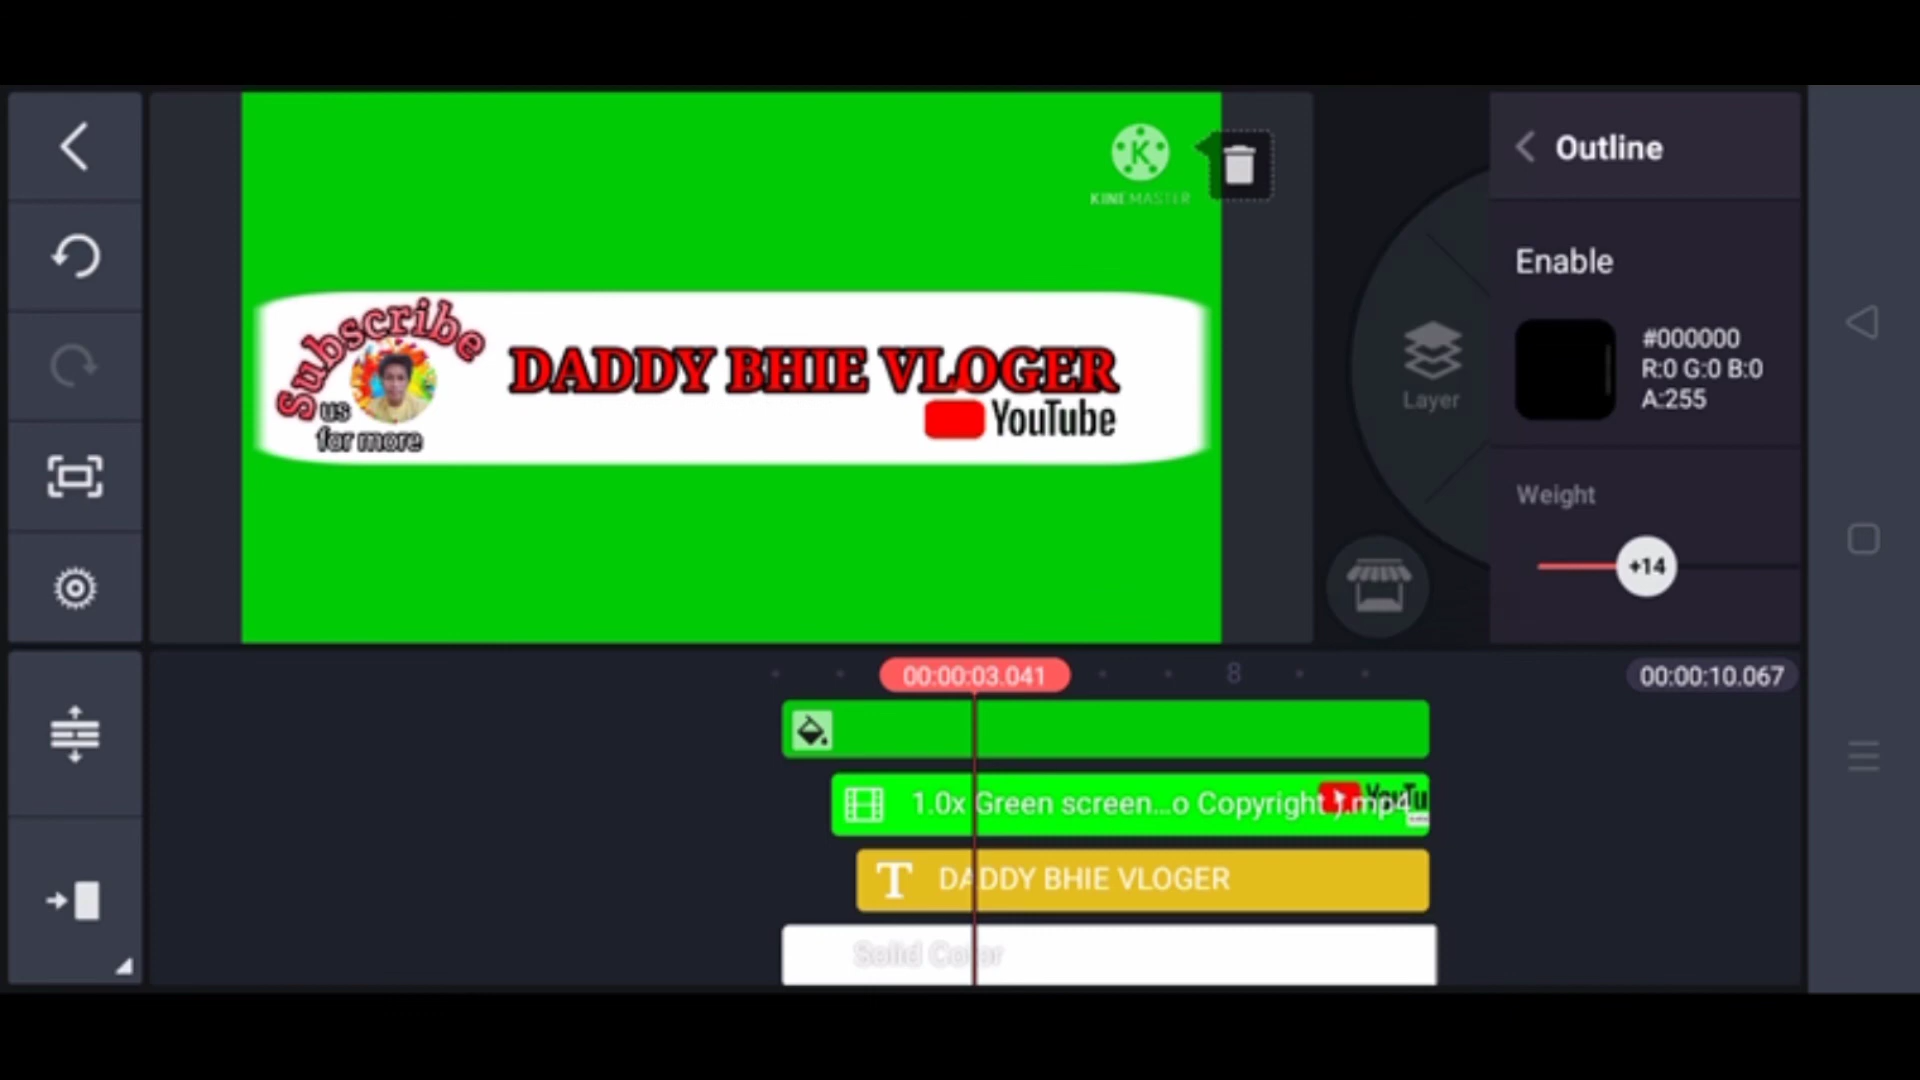 K
KINEMASTER
Outline
Enable
#000000
R:0 G:0 B:0
A:255
Layer
Weight
+14
Subscribe
us
for more
DADDY BHIE VLOGER
YouTube
00:00:03.041
8
00:00:10.067
1.0x Green screen...o Copyright ).mp4
YouTu
T DADDY BHIE VLOGER
Solid Color